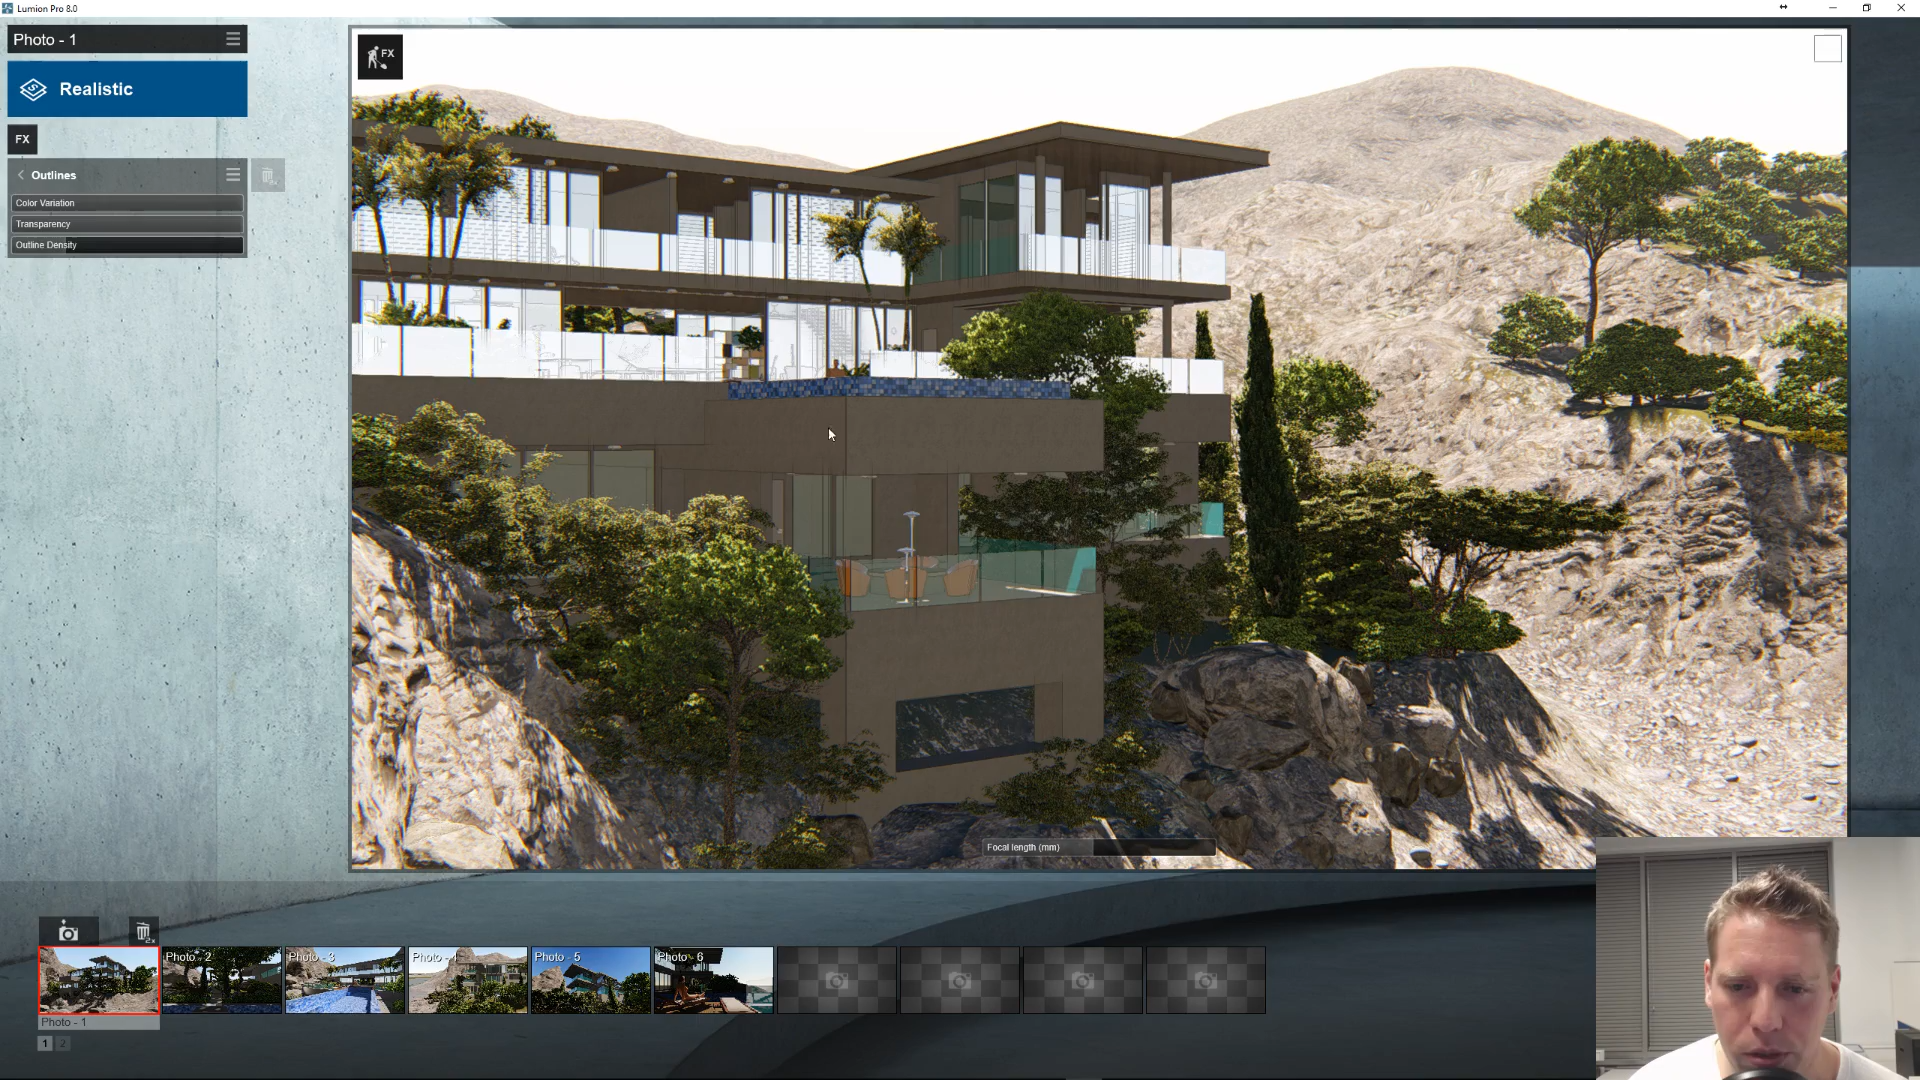 Lumion Pro 8.0
Photo - 1
Realistic
FX
FX
Outlines
Color Variation
Transparency
Outline Density
Focal length (mm)
Photo - 2
Photo - 3
Photo -
Photo - 5
Photo - 6
Photo - 1
1
2